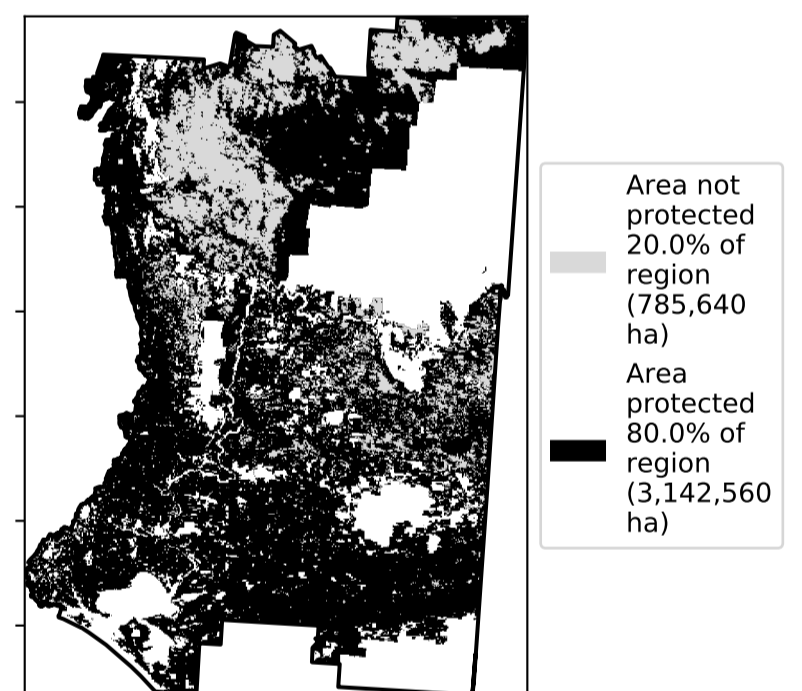 Area not
protected
20.0% of
region
(785,640
ha)
Area
protected
80.0% of
region
(3,142,560
ha)